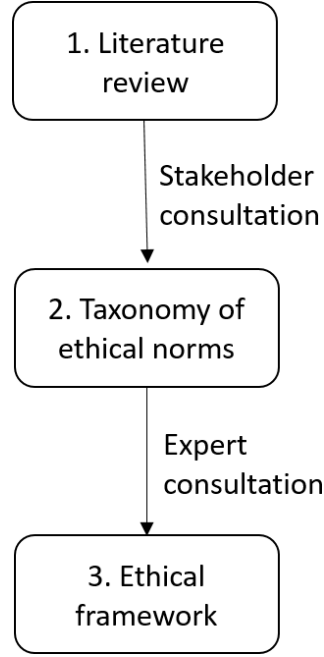 1. Literature
review
Stakeholder
consultation
2. Taxonomy of
ethical norms
Expert
consultation
3. Ethical
framework